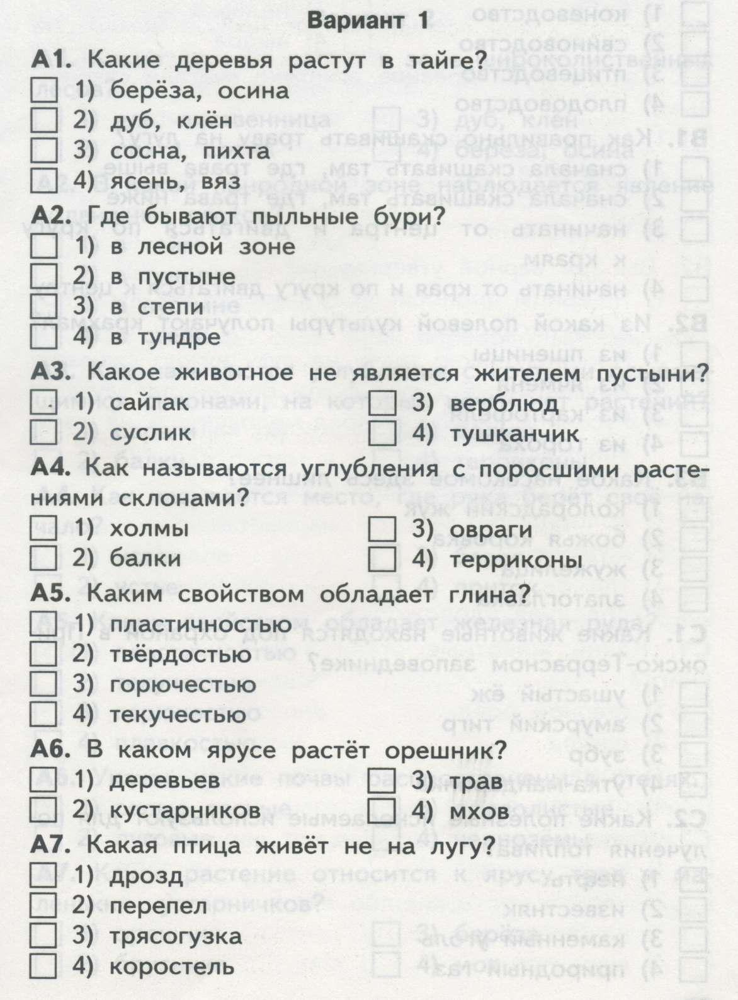 Вариант 1
А1. Какие деревья растут в тайге?
1) берёза, осина
2) дуб, клён
3) сосна, пихта
4) ясень, вяз
А2. Где бывают пыльные бури?
1) в лесной зоне
2) в пустыне
3) в степи
4) в тундре
А3. Какое животное не является жителем пустыни?
1) сайгак
3) верблюд
2) суслик
4) тушканчик
А4. Как называются углубления с поросшими расте-
ниями склонами?
1) холмы
3) овраги
2) балки
4) терриконы
А5. Каким свойством обладает глина?
1) пластичностью
2) твёрдостью
3) горючестью
4) текучестью
А6. В каком ярусе растёт орешник?
1) деревьев
3) трав
2) кустарников
4) мхов
А7. Какая птица живёт не на лугу?
1) дрозд
2) перепел
3) трясогузка
4) коростель